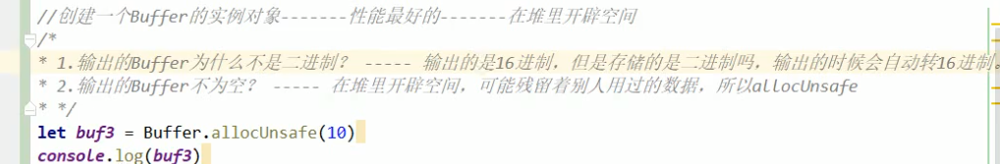 //创建一个Buffer的实例对象-------性能最好的-------在堆里开辟空间
/*
* 1.输出的Buffer为什么不是二进制? ----- 输出的是16进制，但是存储的是二进制吗，输出的时候会自动转16进制。
* 2.输出的Buffer不为空? ----- 在堆里开辟空间，可能残留着别人用过的数据，所以allocUnsafe
* */
let buf3 = Buffer.allocUnsafe(10)
console.log(buf3)